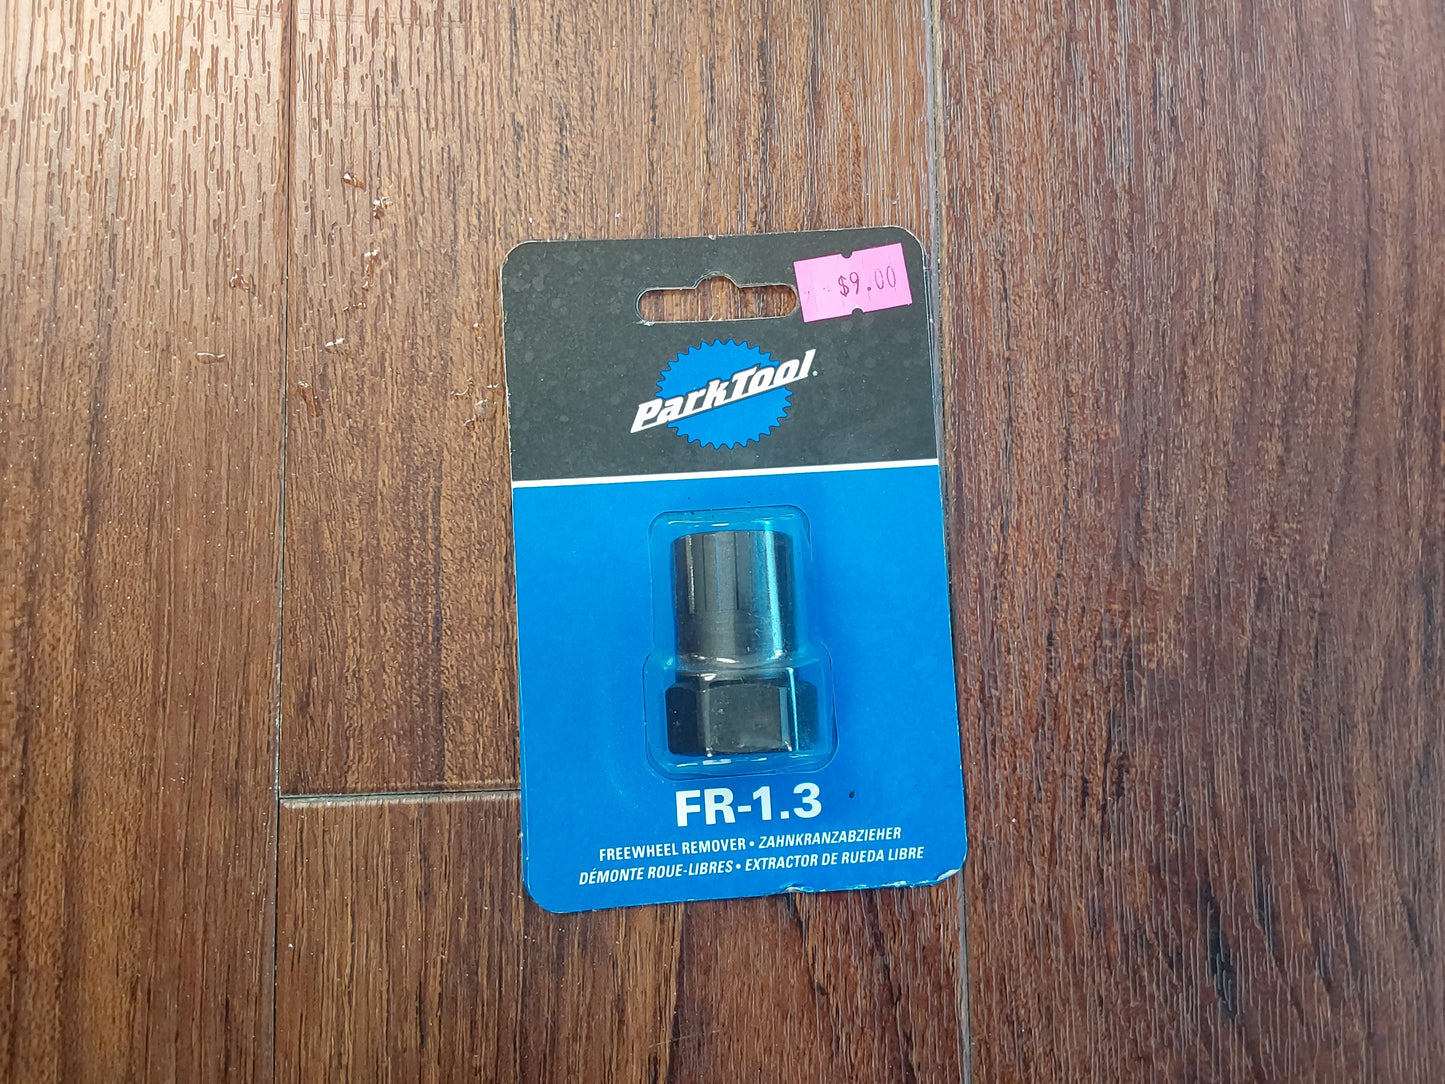 $9.00
ParkTool®
FR-1.3
FREEWHEEL REMOVER • ZAHNKRANZABZIEHER
DÉMONTE ROUE-LIBRES • EXTRACTOR DE RUEDA LIBRE